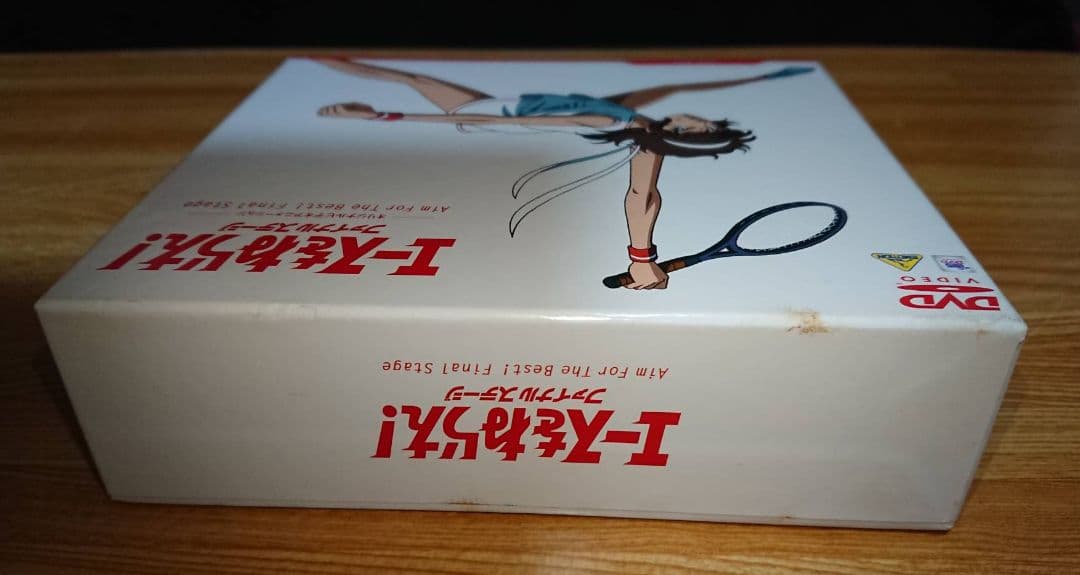 エースをねらえ!
ファイナルステージ
Aim For The Best! Final Stage
DVD
VIDEO
エースをねらえ!
ファイナルステージ
オリジナルビデオアニメーション
Aim For The Best! Final Stage